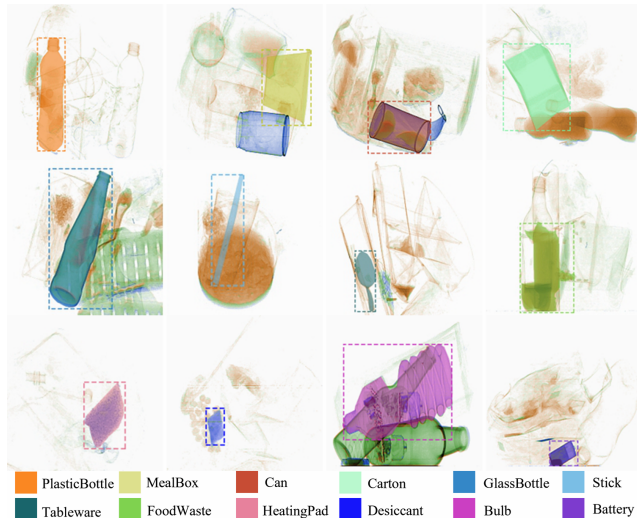 PlasticBottle MealBox Can Carton GlassBottle Stick
Tableware FoodWaste HeatingPad Desiccant Bulb Battery